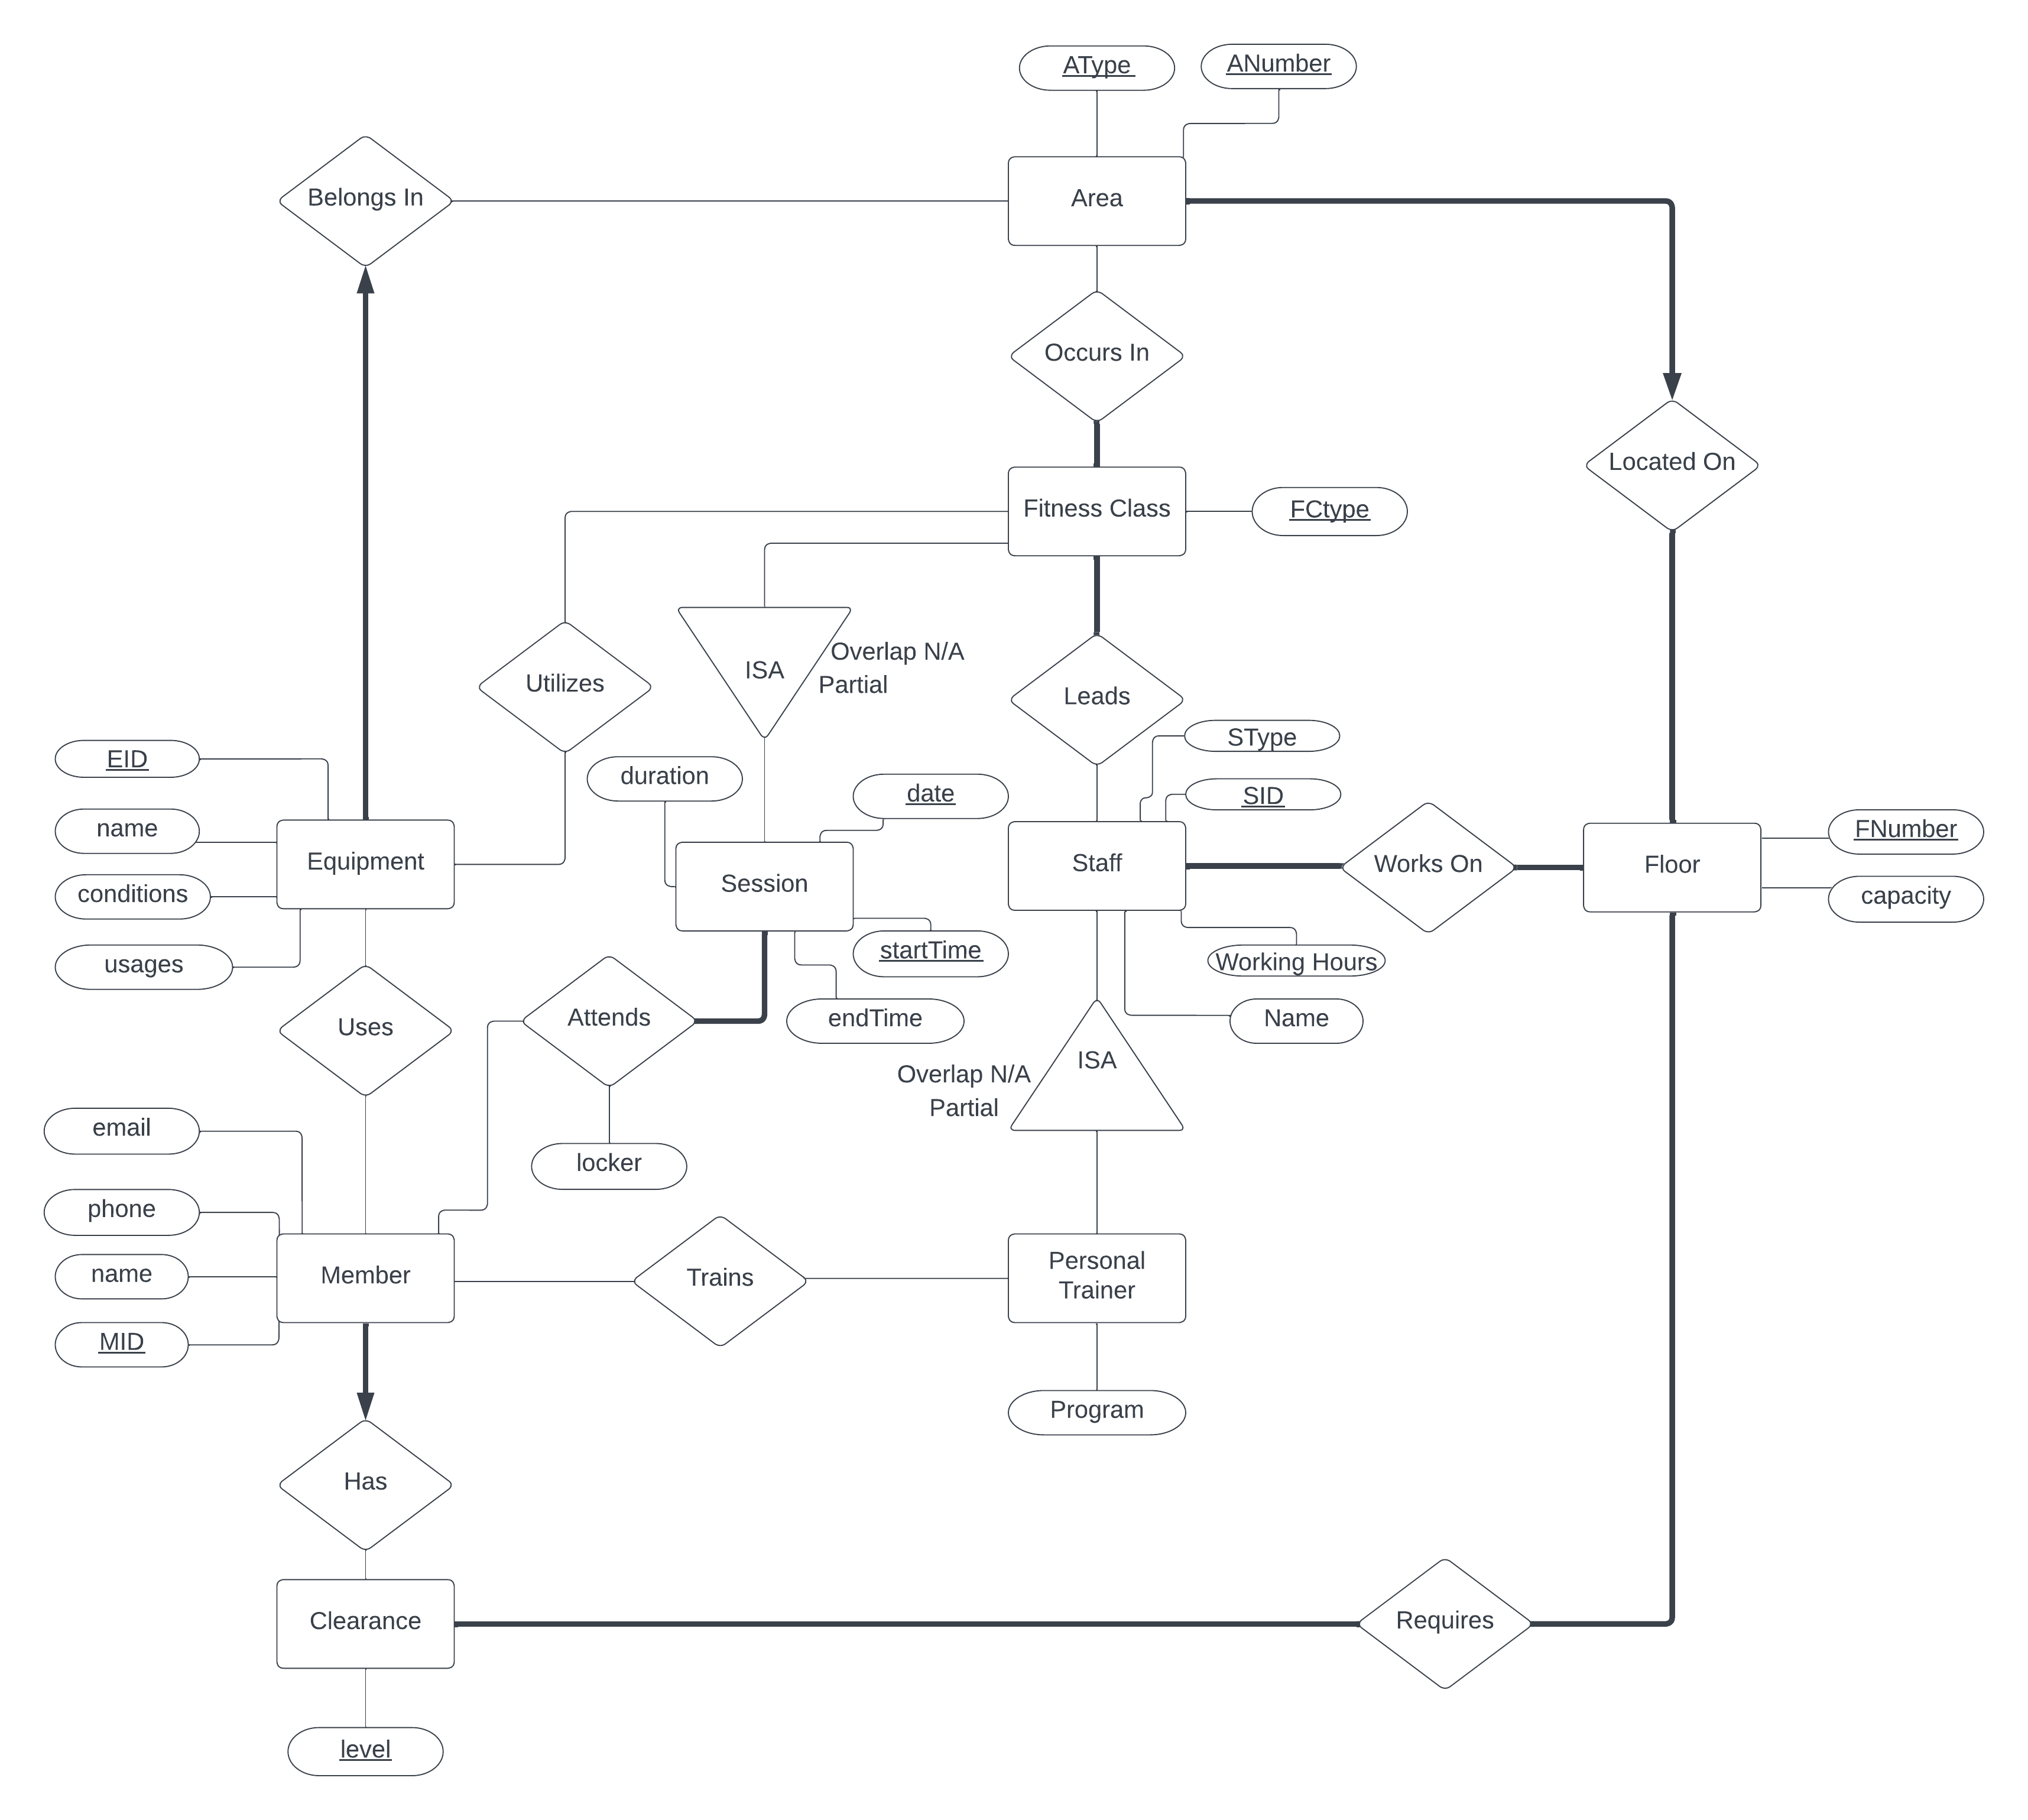 AType
ANumber
Belongs In
Area
Occurs In
Located On
Fitness Class
FCtype
Utilizes
ISA
Overlap N/A
Partial
Leads
EID
name
conditions
usages
Equipment
duration
date
Session
startTime
endTime
SType
SID
Staff
Works On
Floor
FNumber
capacity
Working Hours
Name
Uses
Attends
locker
ISA
Overlap N/A
Partial
email
phone
name
MID
Member
Trains
Personal
Trainer
Program
Has
Clearance
Requires
level